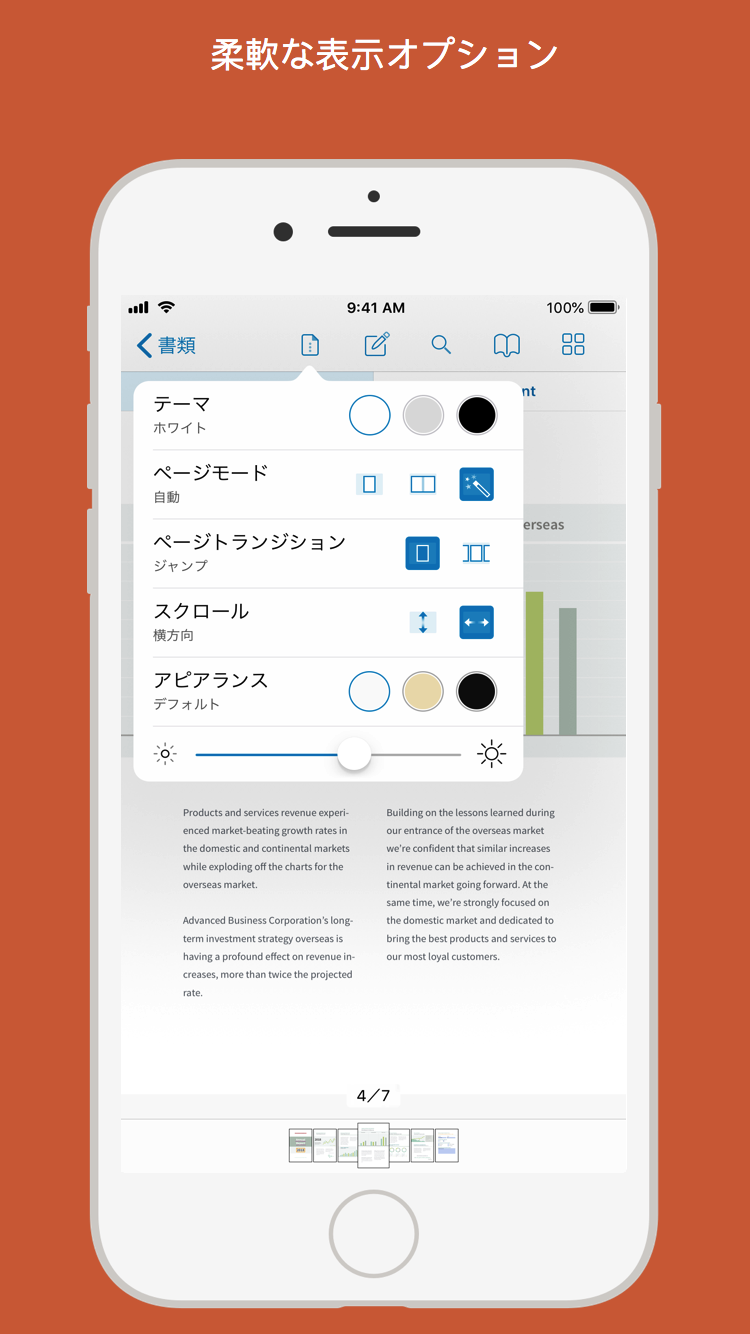 柔軟な表示オプション
9:41 AM
100%
書類
nt
テーマ
ホワイト
ページモード
自動
ページトランジション
ジャンプ
スクロール
横方向
アピアランス
デフォルト
erseas
Products and services revenue experi-
enced market-beating growth rates in
the domestic and continental markets
while exploding off the charts for the
overseas market.
Advanced Business Corporation's long-
term investment strategy overseas is
having a profound effect on revenue in-
creases, more than twice the projected
rate.
Building on the lessons learned during
our entrance of the overseas market
we're confident that similar increases
in revenue can be achieved in the con-
tinental market going forward. At the
same time, we're strongly focused on
the domestic market and dedicated to
bring the best products and services to
our most loyal customers.
4/7